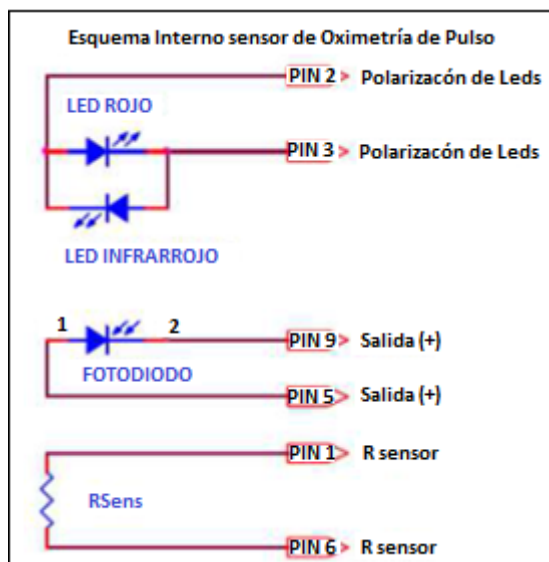 Esquema Interno sensor de Oximetría de Pulso
PIN 2 Polarizacón de Leds
LED ROJO
PIN 3 Polarizacón de Leds
LED INFRARROJO
1 2 PIN 9 Salida (+)
FOTODIODO
PIN 5 Salida (+)
PIN 1 R sensor
RSens
PIN 6 R sensor